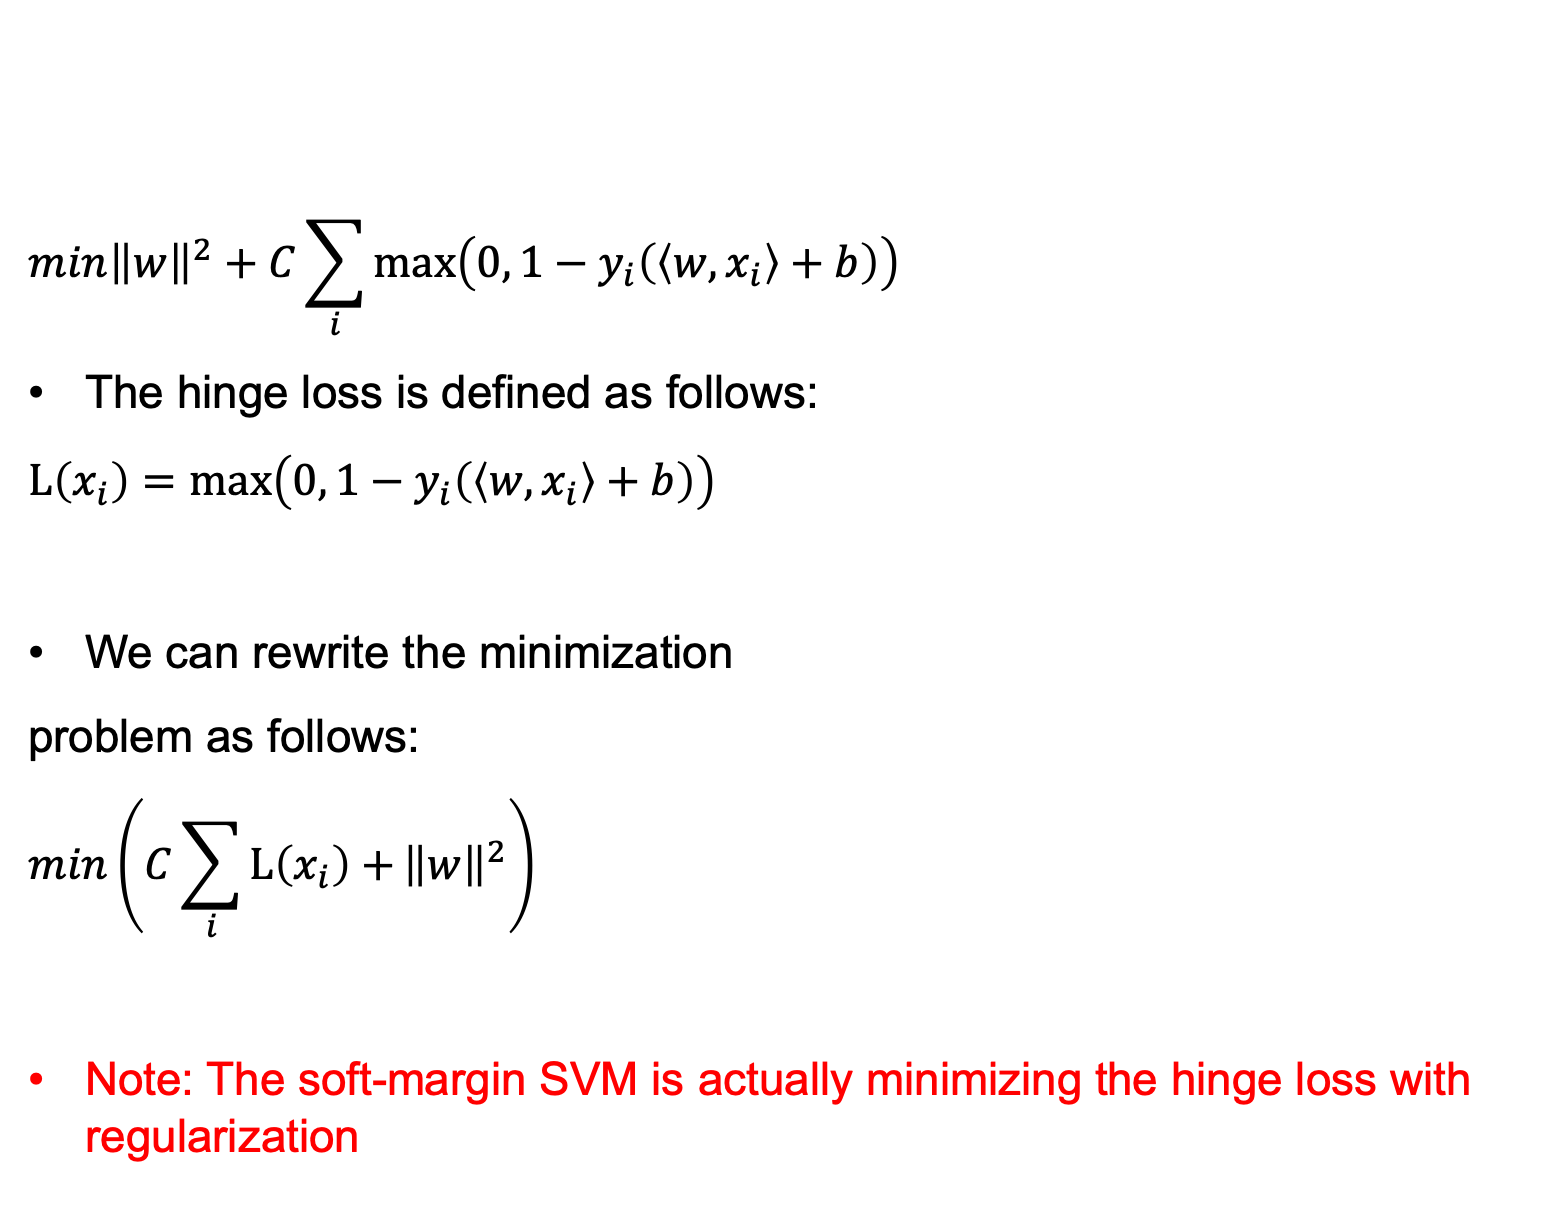 min‖w‖² + C ∑ᵢ max(0, 1 − yᵢ(⟨w, xᵢ⟩ + b))
• The hinge loss is defined as follows:
L(xᵢ) = max(0, 1 − yᵢ(⟨w, xᵢ⟩ + b))
• We can rewrite the minimization
problem as follows:
min (C ∑ᵢ L(xᵢ) + ‖w‖²)
• Note: The soft-margin SVM is actually minimizing the hinge loss with
regularization